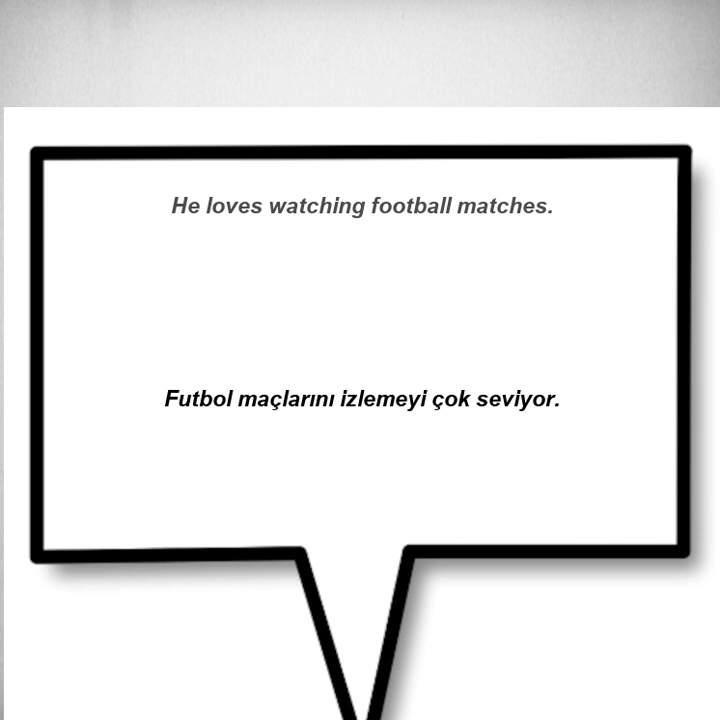 He loves watching football matches.
Futbol maçlarını izlemeyi çok seviyor.